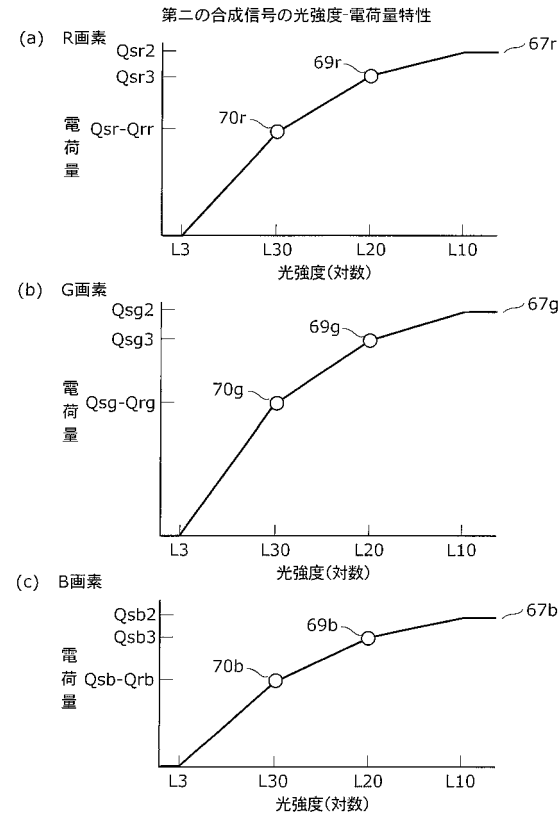 第二の合成信号の光強度-電荷量特性
(a) R画素
Qsr2
Qsr3
Qsr-Qrr
電荷量
70r
69r
67r
L3 L30 L20 L10
光強度(対数)
(b) G画素
Qsg2
Qsg3
Qsg-Qrg
電荷量
70g
69g
67g
L3 L30 L20 L10
光強度(対数)
(c) B画素
Qsb2
Qsb3
Qsb-Qrb
電荷量
70b
69b
67b
L3 L30 L20 L10
光強度(対数)